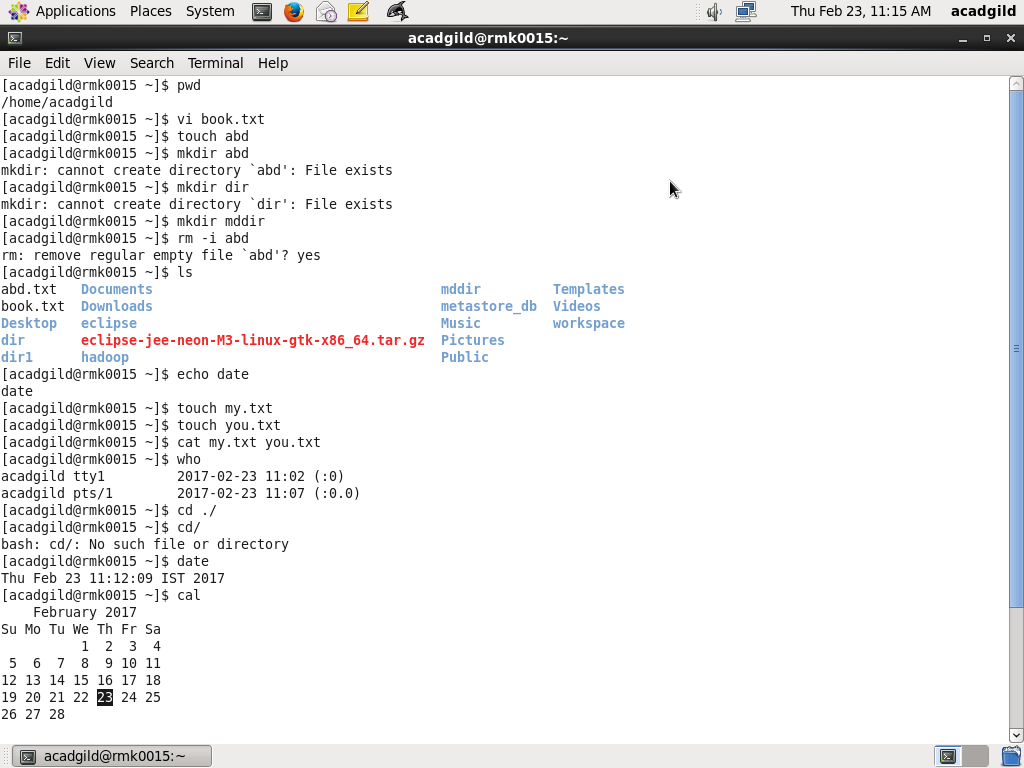 Applications Places System Thu Feb 23, 11:15 AM acadgild
acadgild@rmk0015:~
File Edit View Search Terminal Help
[acadgild@rmk0015 ~]$ pwd
/home/acadgild
[acadgild@rmk0015 ~]$ vi book.txt
[acadgild@rmk0015 ~]$ touch abd
[acadgild@rmk0015 ~]$ mkdir abd
mkdir: cannot create directory `abd': File exists
[acadgild@rmk0015 ~]$ mkdir dir
mkdir: cannot create directory `dir': File exists
[acadgild@rmk0015 ~]$ mkdir mddir
[acadgild@rmk0015 ~]$ rm -i abd
rm: remove regular empty file `abd'? yes
[acadgild@rmk0015 ~]$ ls
abd.txt   Documents                                    mddir         Templates
book.txt  Downloads                                    metastore_db  Videos
Desktop   eclipse                                      Music         workspace
dir       eclipse-jee-neon-M3-linux-gtk-x86_64.tar.gz  Pictures
dir1      hadoop                                       Public
[acadgild@rmk0015 ~]$ echo date
date
[acadgild@rmk0015 ~]$ touch my.txt
[acadgild@rmk0015 ~]$ touch you.txt
[acadgild@rmk0015 ~]$ cat my.txt you.txt
[acadgild@rmk0015 ~]$ who
acadgild tty1         2017-02-23 11:02 (:0)
acadgild pts/1        2017-02-23 11:07 (:0.0)
[acadgild@rmk0015 ~]$ cd ./
[acadgild@rmk0015 ~]$ cd/
bash: cd/: No such file or directory
[acadgild@rmk0015 ~]$ date
Thu Feb 23 11:12:09 IST 2017
[acadgild@rmk0015 ~]$ cal
    February 2017
Su Mo Tu We Th Fr Sa
          1  2  3  4
 5  6  7  8  9 10 11
12 13 14 15 16 17 18
19 20 21 22 23 24 25
26 27 28
acadgild@rmk0015:~